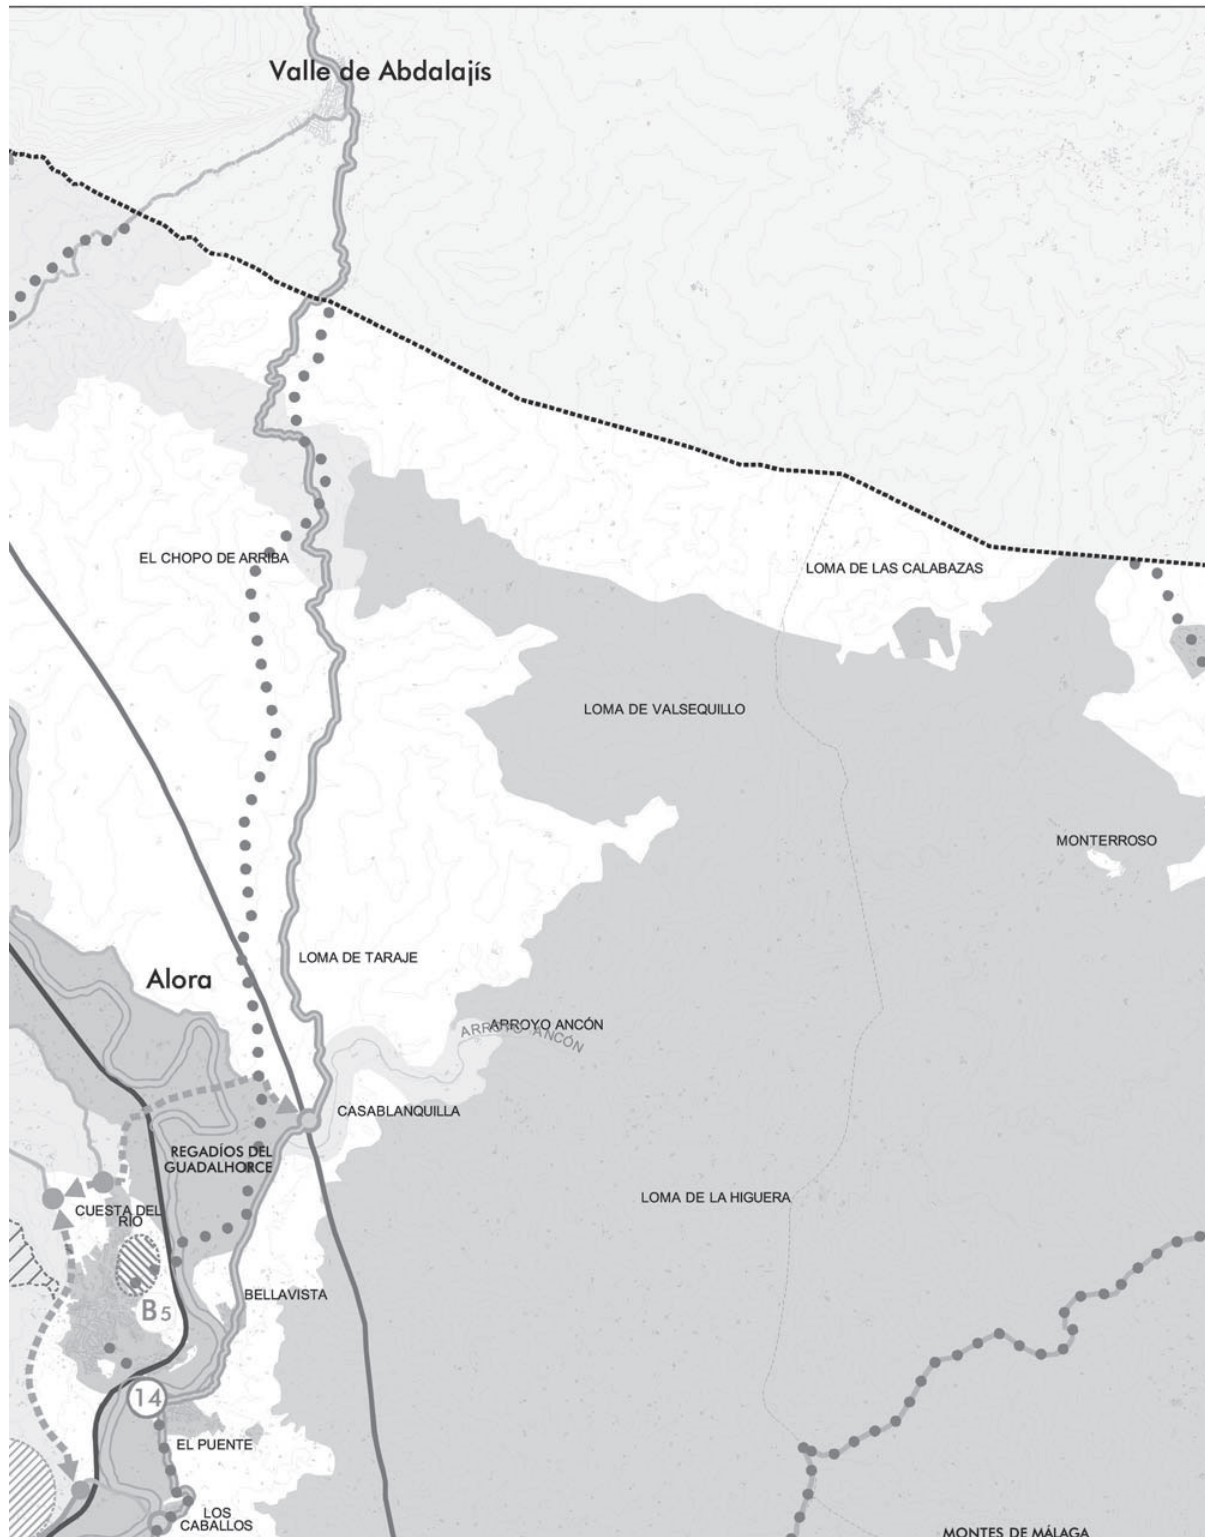 Valle de Abdalajís
EL CHOPO DE ARRIBA
LOMA DE LAS CALABAZAS
LOMA DE VALSEQUILLO
MONTERROSO
LOMA DE TARAJE
Alora
ARROYO ANCÓN
ARROYO ANCÓN
CASABLANQUILLA
REGADÍOS DEL
GUADALHORCE
CUESTA DEL
RÍO
LOMA DE LA HIGUERA
BELLAVISTA
B5
14
EL PUENTE
LOS
CABALLOS
MONTES DE MÁLAGA